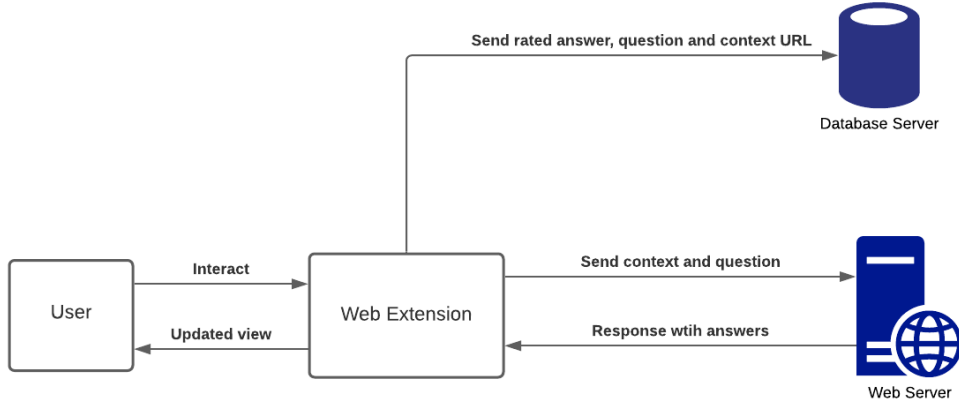 Send rated answer, question and context URL
Database Server
Interact
Send context and question
User
Web Extension
Updated view
Response wtih answers
Web Server